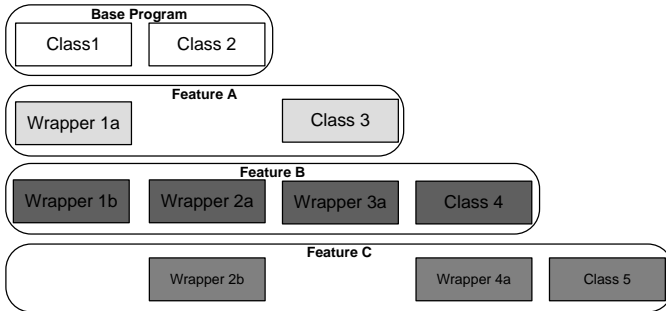 Base Program
Class1 Class 2
Feature A
Wrapper 1a Class 3
Feature B
Wrapper 1b Wrapper 2a Wrapper 3a Class 4
Feature C
Wrapper 2b Wrapper 4a Class 5